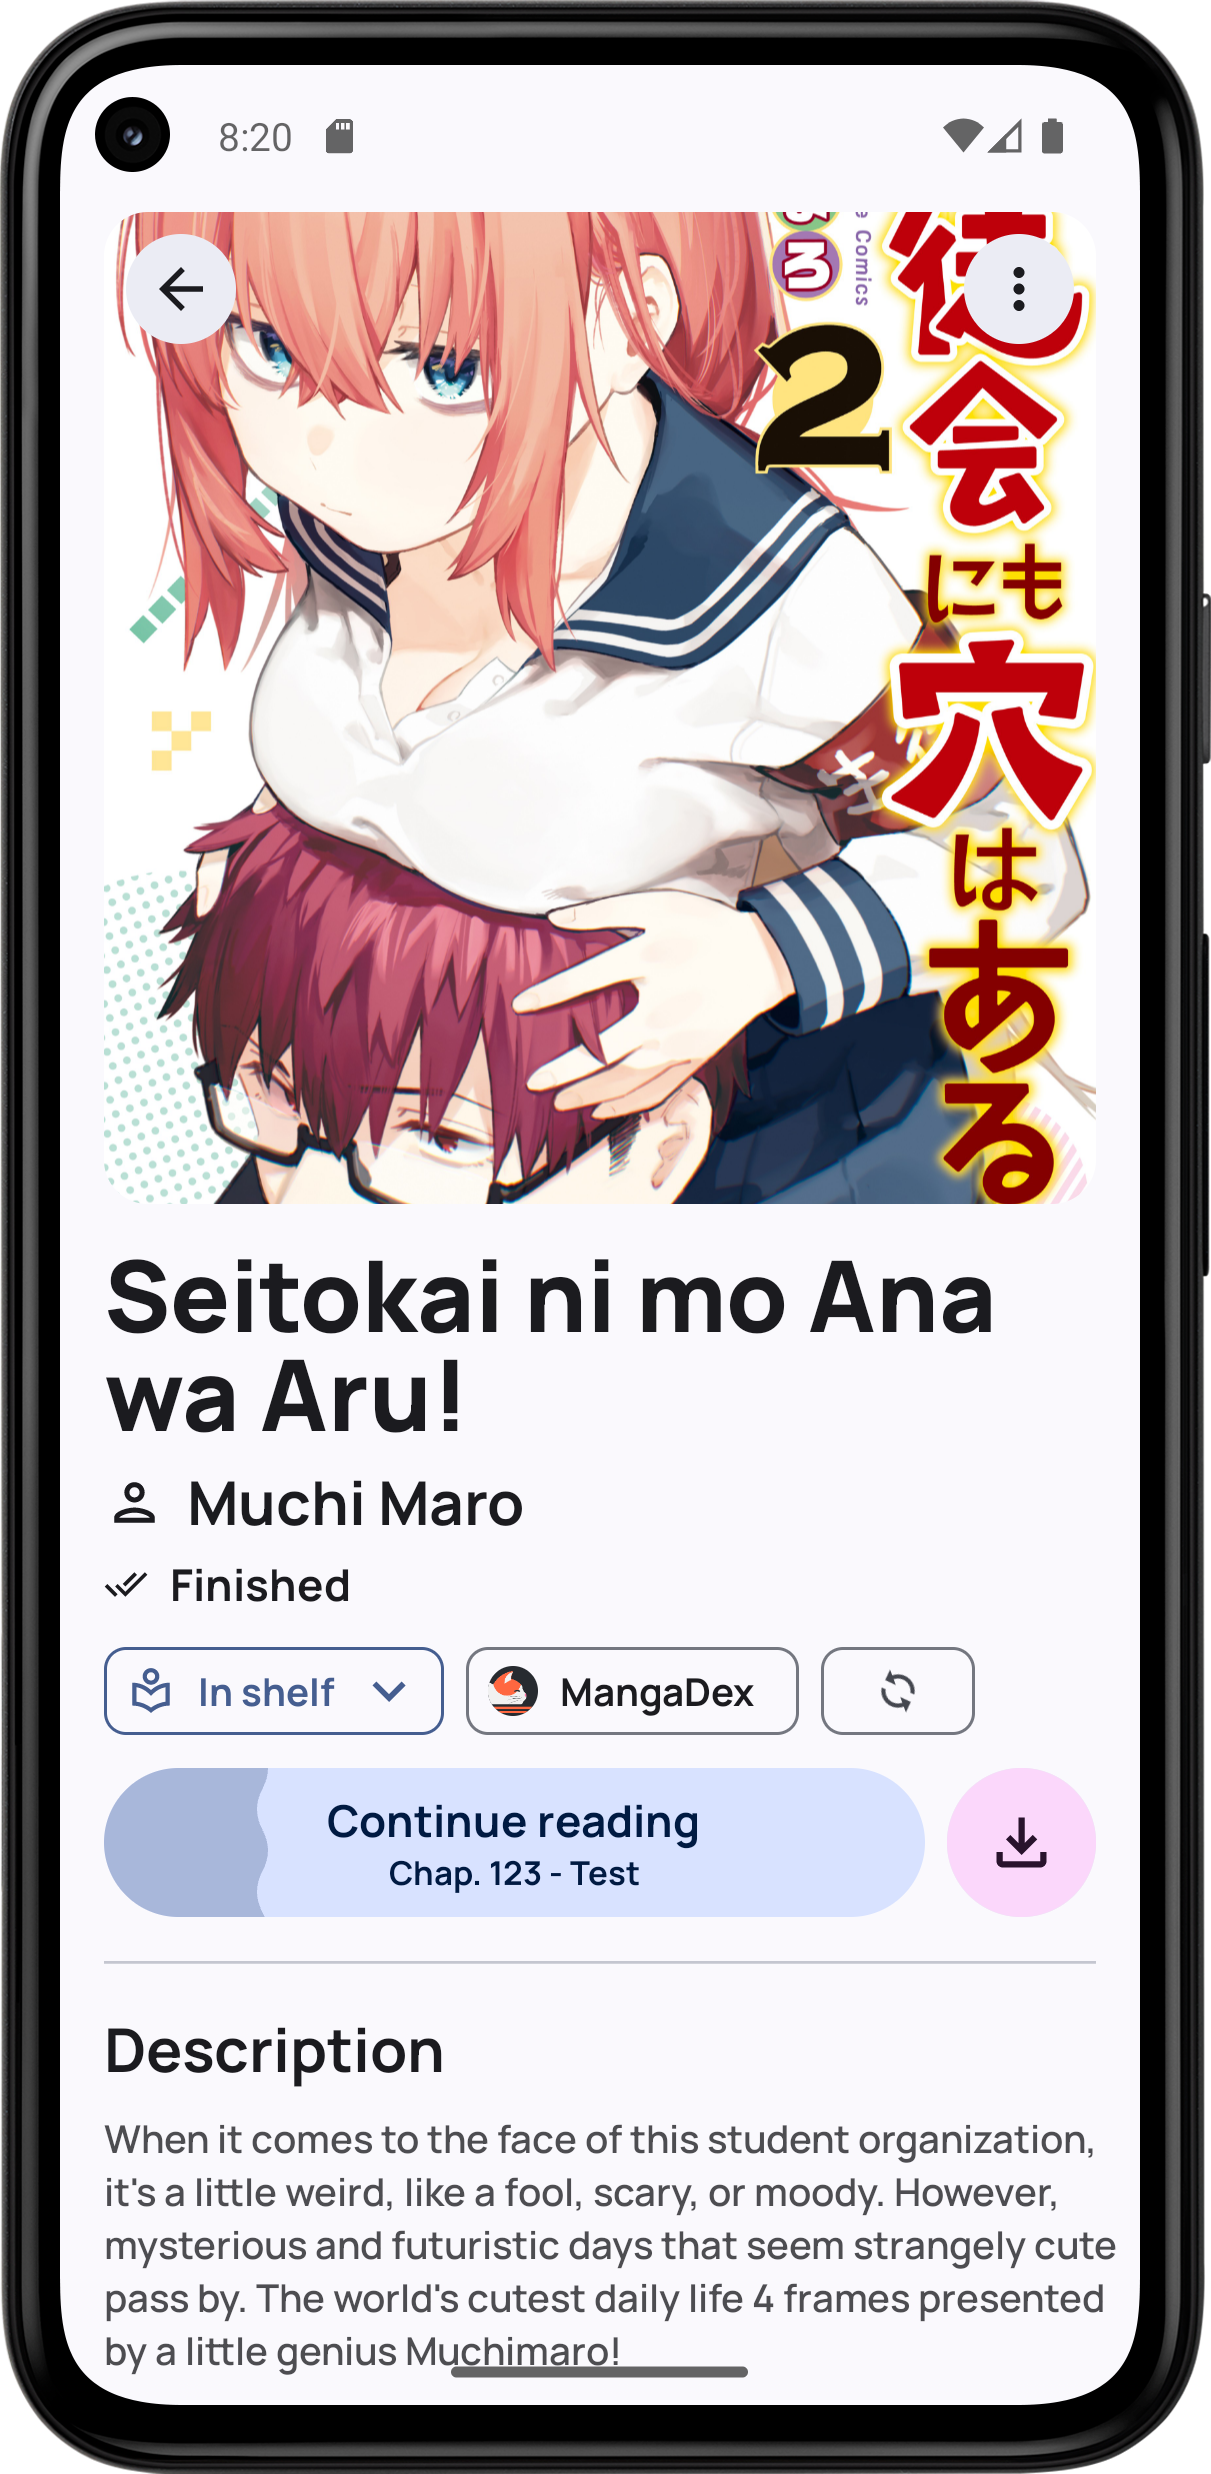 8:20
e Comics
ろ
2
徒
会
にも
穴
は
あ
る
Seitokai ni mo Ana
wa Aru!
Muchi Maro
Finished
In shelf
MangaDex
Continue reading
Chap. 123 - Test
Description
When it comes to the face of this student organization,
it's a little weird, like a fool, scary, or moody. However,
mysterious and futuristic days that seem strangely cute
pass by. The world's cutest daily life 4 frames presented
by a little genius Muchimaro!